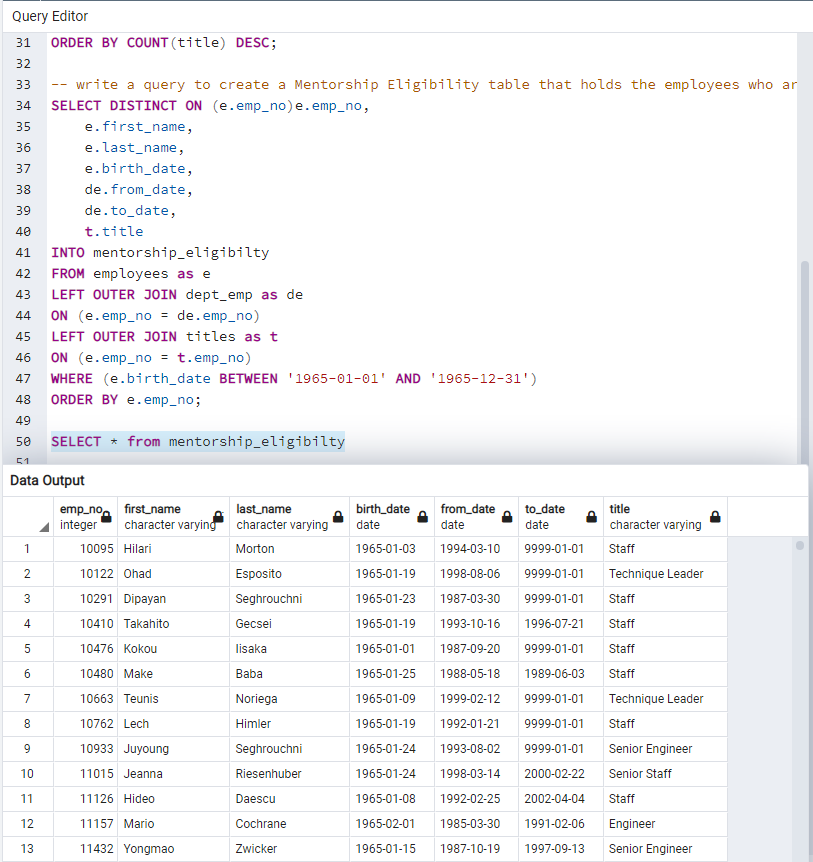 Query Editor
31 ORDER BY COUNT(title) DESC;
32
33 -- write a query to create a Mentorship Eligibility table that holds the employees who ar
34 SELECT DISTINCT ON (e.emp_no)e.emp_no,
35 e.first_name,
36 e.last_name,
37 e.birth_date,
38 de.from_date,
39 de.to_date,
40 t.title
41 INTO mentorship_eligibilty
42 FROM employees as e
43 LEFT OUTER JOIN dept_emp as de
44 ON (e.emp_no = de.emp_no)
45 LEFT OUTER JOIN titles as t
46 ON (e.emp_no = t.emp_no)
47 WHERE (e.birth_date BETWEEN '1965-01-01' AND '1965-12-31')
48 ORDER BY e.emp_no;
49
50 SELECT * from mentorship_eligibilty
51
Data Output
emp_no first_name last_name birth_date from_date to_date title
integer character varying character varying date date date character varying
1 10095 Hilari Morton 1965-01-03 1994-03-10 9999-01-01 Staff
2 10122 Ohad Esposito 1965-01-19 1998-08-06 9999-01-01 Technique Leader
3 10291 Dipayan Seghrouchni 1965-01-23 1987-03-30 9999-01-01 Staff
4 10410 Takahito Gecsei 1965-01-19 1993-10-16 1996-07-21 Staff
5 10476 Kokou Iisaka 1965-01-01 1987-09-20 9999-01-01 Staff
6 10480 Make Baba 1965-01-25 1988-05-18 1989-06-03 Staff
7 10663 Teunis Noriega 1965-01-09 1999-02-12 9999-01-01 Technique Leader
8 10762 Lech Himler 1965-01-19 1992-01-21 9999-01-01 Staff
9 10933 Juyoung Seghrouchni 1965-01-24 1993-08-02 9999-01-01 Senior Engineer
10 11015 Jeanna Riesenhuber 1965-01-24 1998-03-14 2000-02-22 Senior Staff
11 11126 Hideo Daescu 1965-01-08 1992-02-25 2002-04-04 Staff
12 11157 Mario Cochrane 1965-02-01 1985-03-30 1991-02-06 Engineer
13 11432 Yongmao Zwicker 1965-01-15 1987-10-19 1997-09-13 Senior Engineer